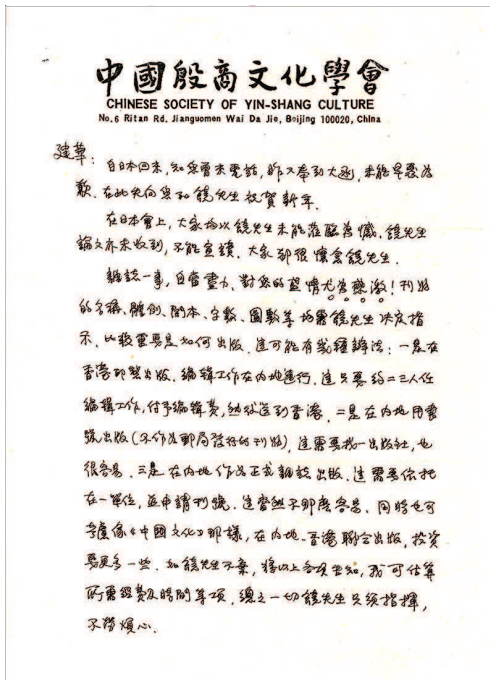 中國殷商文化學會
CHINESE SOCIETY OF YIN-SHANG CULTURE
No.6 Ritan Rd. Jianguomen Wai Da Jie, Beijing 100020, China
建華：自日本回來，知您曾來電話，昨又奉到大函，未能早覆為
歉。在此先向您和饒先生祝賀新年。
在日本會上，大家均以饒先生未能蒞臨為憾。饒先生
論文亦未收到，不能宣讀。大家都很懷念饒先生。
雜誌一事，自當盡力，對您的盛情尤為感激！刊物
的名稱、體例、開本、字數、圖數等均需饒先生決定指
示。比較重要是如何出版。這可能有幾種辦法：一是在
香港印製出版，編輯工作在內地進行，這只要約二三人任
編輯工作，付予編輯費，然後送到香港。二是在內地用書
號出版（不作為郵局發行的刊物），這需要找一出版社，也
很容易。三是在內地作為正式雜誌出版，這需要依托
在一單位，並申請刊號，這當然不那麼容易。同時也可
考慮像《中國文化》那樣，在內地、香港聯合出版，投資
要更多一些。如饒先生不棄，將以上各項告知，我可估算
所需經費及時間等項。總之一切饒先生只須指揮，
不勞煩心。